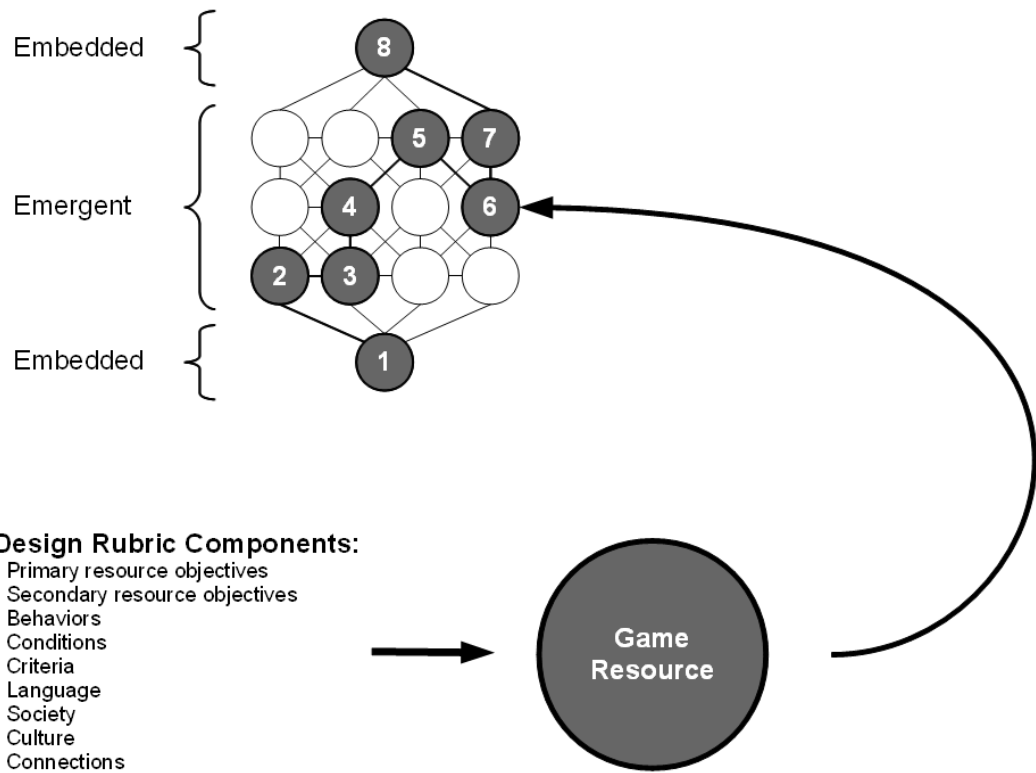 Embedded
8
5 7
Emergent
4 6
2 3
Embedded
1
Design Rubric Components:
Primary resource objectives
Secondary resource objectives
Behaviors
Conditions
Criteria
Language
Society
Culture
Connections
Game
Resource